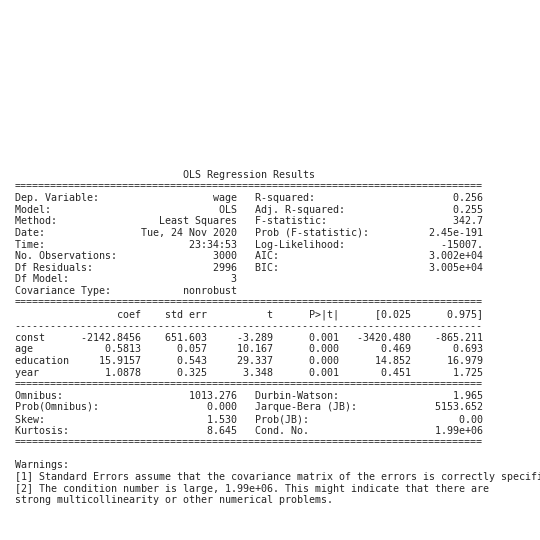 OLS Regression Results
==============================================================================
Dep. Variable:                   wage   R-squared:                       0.256
Model:                            OLS   Adj. R-squared:                  0.255
Method:                 Least Squares   F-statistic:                     342.7
Date:                Tue, 24 Nov 2020   Prob (F-statistic):          2.45e-191
Time:                        23:34:53   Log-Likelihood:                -15007.
No. Observations:                3000   AIC:                         3.002e+04
Df Residuals:                    2996   BIC:                         3.005e+04
Df Model:                           3
Covariance Type:            nonrobust
==============================================================================
                 coef    std err          t      P>|t|      [0.025      0.975]
------------------------------------------------------------------------------
const      -2142.8456    651.603     -3.289      0.001   -3420.480    -865.211
age            0.5813      0.057     10.167      0.000       0.469       0.693
education     15.9157      0.543     29.337      0.000      14.852      16.979
year           1.0878      0.325      3.348      0.001       0.451       1.725
==============================================================================
Omnibus:                     1013.276   Durbin-Watson:                   1.965
Prob(Omnibus):                  0.000   Jarque-Bera (JB):             5153.652
Skew:                           1.530   Prob(JB):                         0.00
Kurtosis:                       8.645   Cond. No.                     1.99e+06
==============================================================================
Warnings:
[1] Standard Errors assume that the covariance matrix of the errors is correctly specifi
[2] The condition number is large, 1.99e+06. This might indicate that there are
strong multicollinearity or other numerical problems.